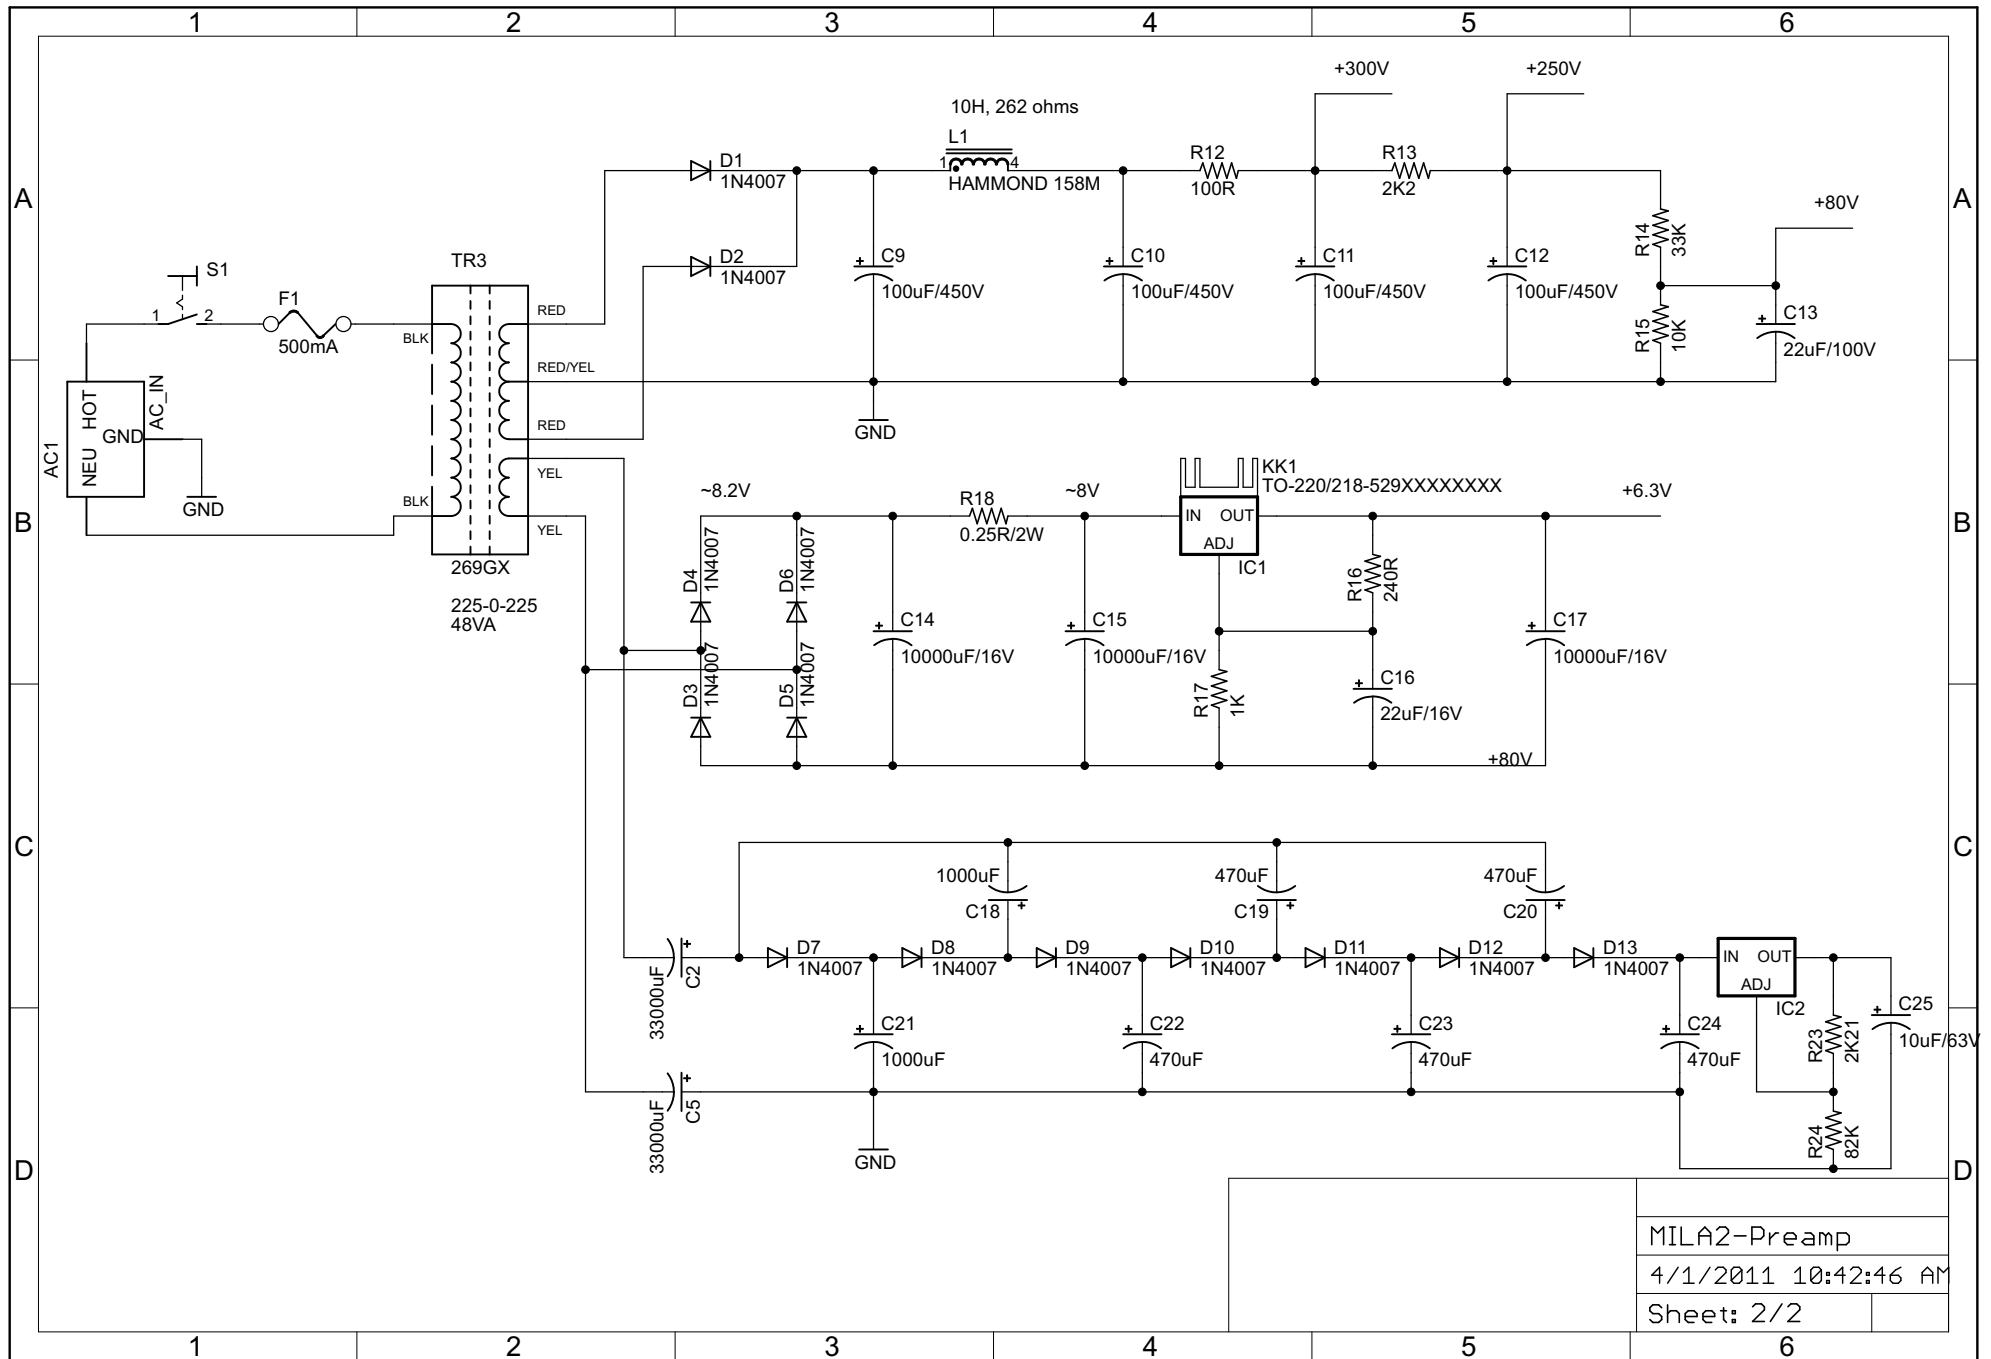 1 2 3 4 5 6
A
B
C
D
A
B
C
D
+300V
+250V
10H, 262 ohms
L1
1 4
HAMMOND 158M
D1
1N4007
D2
1N4007
R12
100R
R13
2K2
R14
33K
R15
10K
+80V
C9
100uF/450V
C10
100uF/450V
C11
100uF/450V
C12
100uF/450V
C13
22uF/100V
GND
S1
1 2
F1
500mA
AC1
NEU HOT
GND
AC_IN
GND
TR3
BLK
BLK
RED
RED/YEL
RED
YEL
YEL
269GX
225-0-225
48VA
~8.2V
R18
0.25R/2W
~8V
KK1
TO-220/218-529XXXXXXXX
IN OUT
ADJ
IC1
+6.3V
D4
1N4007
D6
1N4007
D3
1N4007
D5
1N4007
C14
10000uF/16V
C15
10000uF/16V
R16
240R
R17
1K
C16
22uF/16V
C17
10000uF/16V
+80V
1000uF
C18
470uF
C19
470uF
C20
33000uF
C2
D7
1N4007
D8
1N4007
D9
1N4007
D10
1N4007
D11
1N4007
D12
1N4007
D13
1N4007
IN OUT
ADJ
IC2
C21
1000uF
C22
470uF
C23
470uF
C24
470uF
R23
2K21
C25
10uF/63V
33000uF
C5
R24
82K
GND
MILA2-Preamp
4/1/2011 10:42:46 AM
Sheet: 2/2
1 2 3 4 5 6